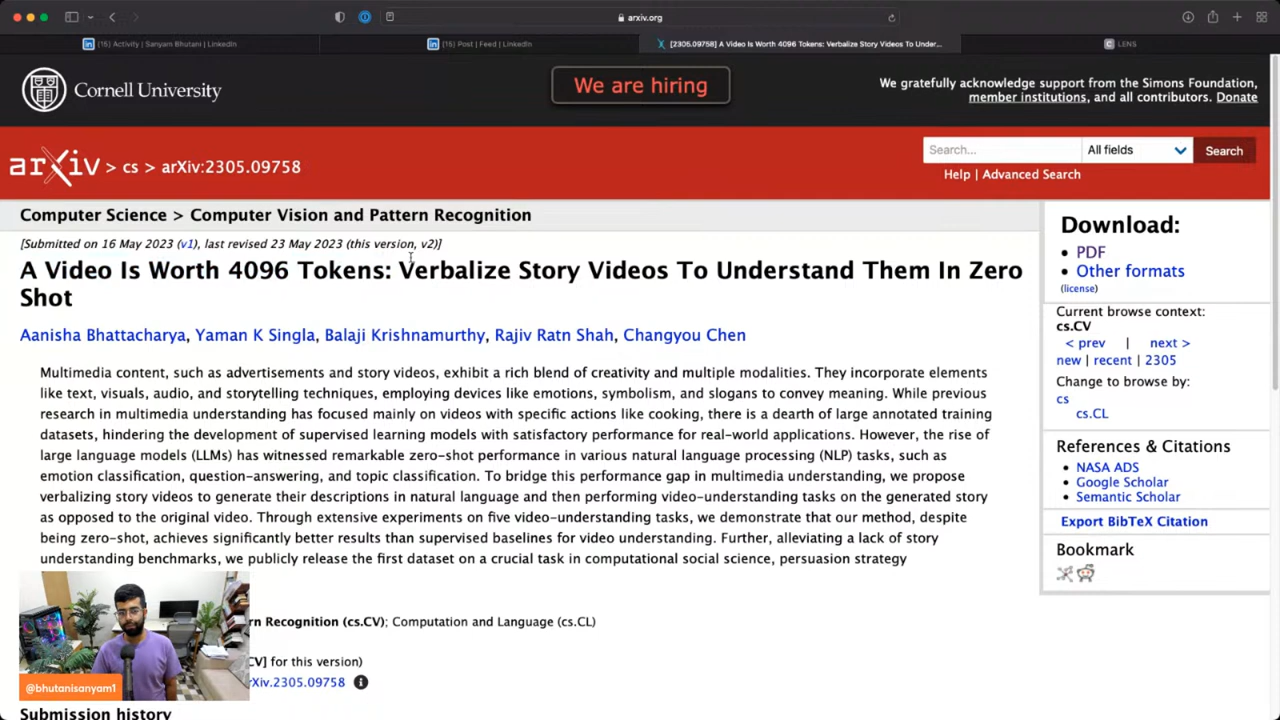 arxiv.org
(15) Activity | Sanyam Bhutani | LinkedIn
(15) Post | Feed | LinkedIn
[2305.09758] A Video Is Worth 4096 Tokens: Verbalize Story Videos To Under...
LENS
Cornell University
We are hiring
We gratefully acknowledge support from the Simons Foundation,
member institutions, and all contributors. Donate
arXiv > cs > arXiv:2305.09758
Search...
All fields
Search
Help | Advanced Search
Computer Science > Computer Vision and Pattern Recognition
[Submitted on 16 May 2023 (v1), last revised 23 May 2023 (this version, v2)]
A Video Is Worth 4096 Tokens: Verbalize Story Videos To Understand Them In Zero
Shot
Aanisha Bhattacharya, Yaman K Singla, Balaji Krishnamurthy, Rajiv Ratn Shah, Changyou Chen
Multimedia content, such as advertisements and story videos, exhibit a rich blend of creativity and multiple modalities. They incorporate elements
like text, visuals, audio, and storytelling techniques, employing devices like emotions, symbolism, and slogans to convey meaning. While previous
research in multimedia understanding has focused mainly on videos with specific actions like cooking, there is a dearth of large annotated training
datasets, hindering the development of supervised learning models with satisfactory performance for real-world applications. However, the rise of
large language models (LLMs) has witnessed remarkable zero-shot performance in various natural language processing (NLP) tasks, such as
emotion classification, question-answering, and topic classification. To bridge this performance gap in multimedia understanding, we propose
verbalizing story videos to generate their descriptions in natural language and then performing video-understanding tasks on the generated story
as opposed to the original video. Through extensive experiments on five video-understanding tasks, we demonstrate that our method, despite
being zero-shot, achieves significantly better results than supervised baselines for video understanding. Further, alleviating a lack of story
understanding benchmarks, we publicly release the first dataset on a crucial task in computational social science, persuasion strategy
rn Recognition (cs.CV); Computation and Language (cs.CL)
CV] for this version)
Xiv.2305.09758
@bhutanisanyam1
Submission history
Download:
PDF
Other formats
(license)
Current browse context:
cs.CV
< prev | next >
new | recent | 2305
Change to browse by:
cs
cs.CL
References & Citations
NASA ADS
Google Scholar
Semantic Scholar
Export BibTeX Citation
Bookmark